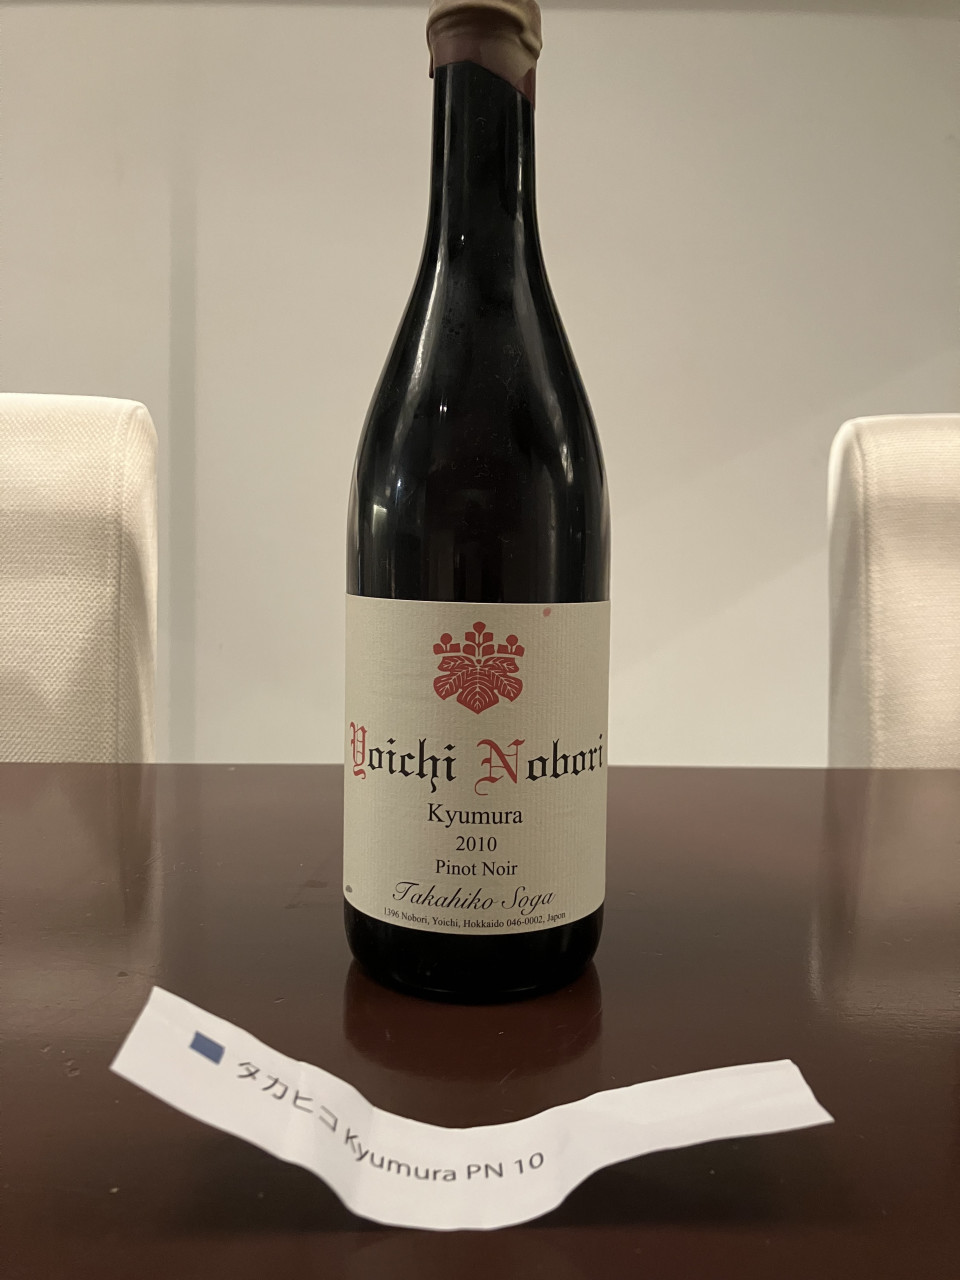 Yoichi Nobori
Kyumura
2010
Pinot Noir
Takahiko Soga
1396 Nobori, Yoichi, Hokkaido 046-0002, Japon
タカヒコ Kyumura PN 10